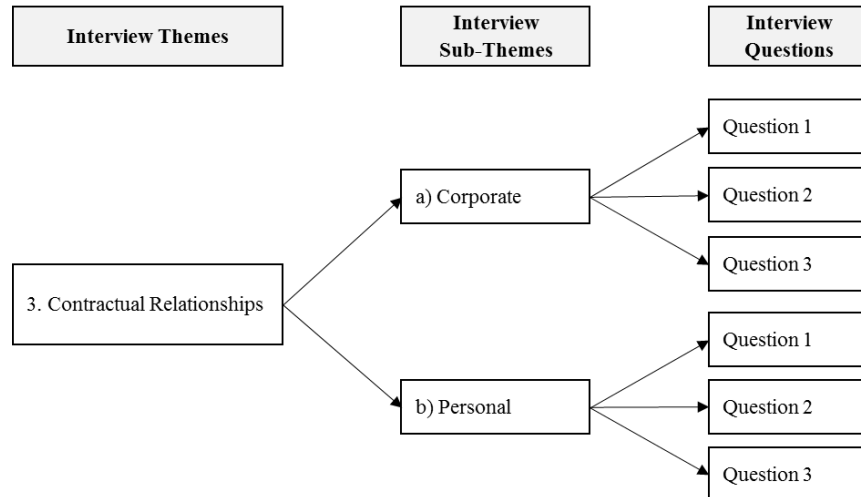 Interview Themes
Interview
Sub-Themes
Interview
Questions
3. Contractual Relationships
a) Corporate
Question 1
Question 2
Question 3
b) Personal
Question 1
Question 2
Question 3